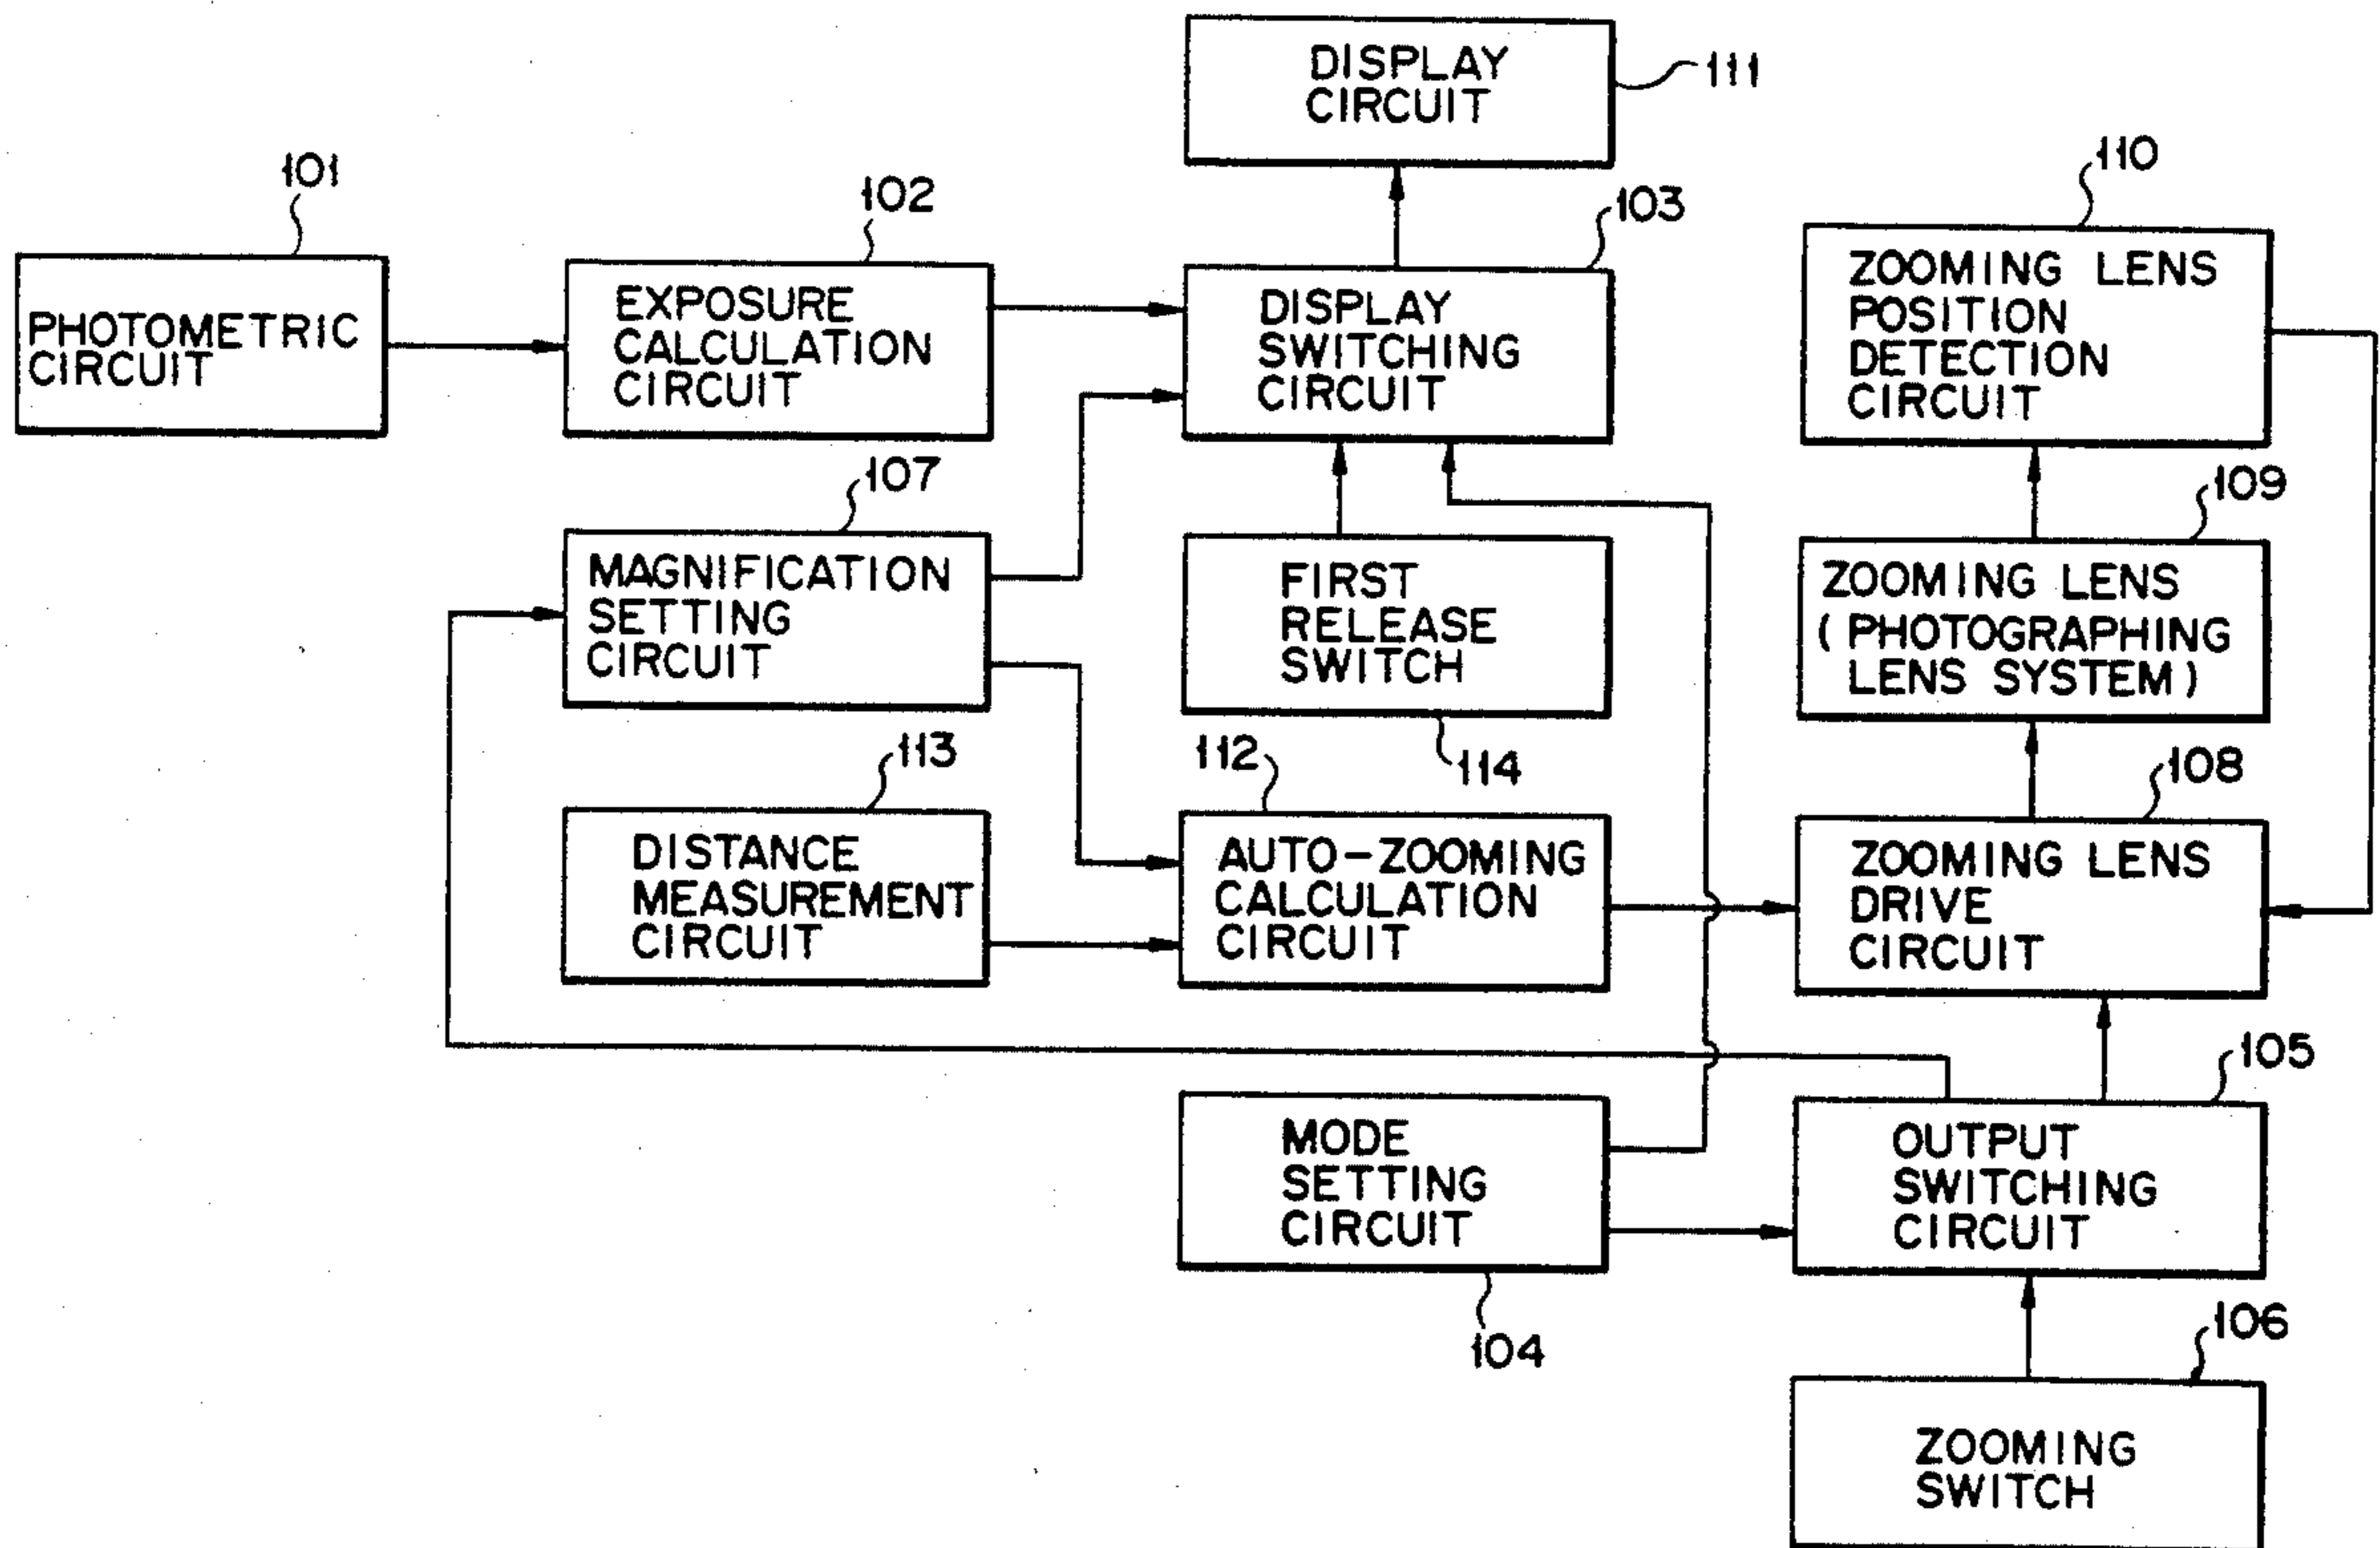 DISPLAY
CIRCUIT
111
101
PHOTOMETRIC
CIRCUIT
102
EXPOSURE
CALCULATION
CIRCUIT
103
DISPLAY
SWITCHING
CIRCUIT
110
ZOOMING LENS
POSITION
DETECTION
CIRCUIT
107
MAGNIFICATION
SETTING
CIRCUIT
FIRST
RELEASE
SWITCH
114
109
ZOOMING LENS
(PHOTOGRAPHING
LENS SYSTEM)
113
DISTANCE
MEASUREMENT
CIRCUIT
112
AUTO-ZOOMING
CALCULATION
CIRCUIT
108
ZOOMING LENS
DRIVE
CIRCUIT
MODE
SETTING
CIRCUIT
104
105
OUTPUT
SWITCHING
CIRCUIT
106
ZOOMING
SWITCH